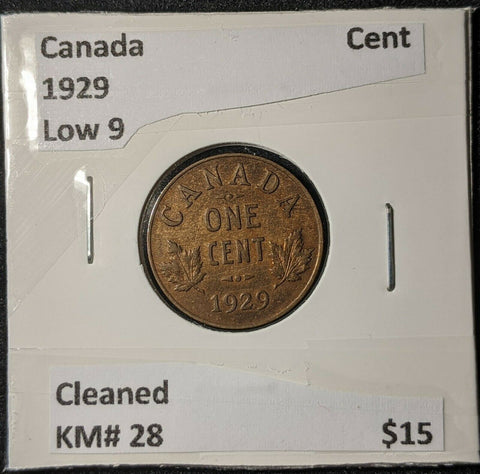 Canada Cent
1929
Low 9
CANADA
ONE
CENT
1929
Cleaned
KM# 28 $15